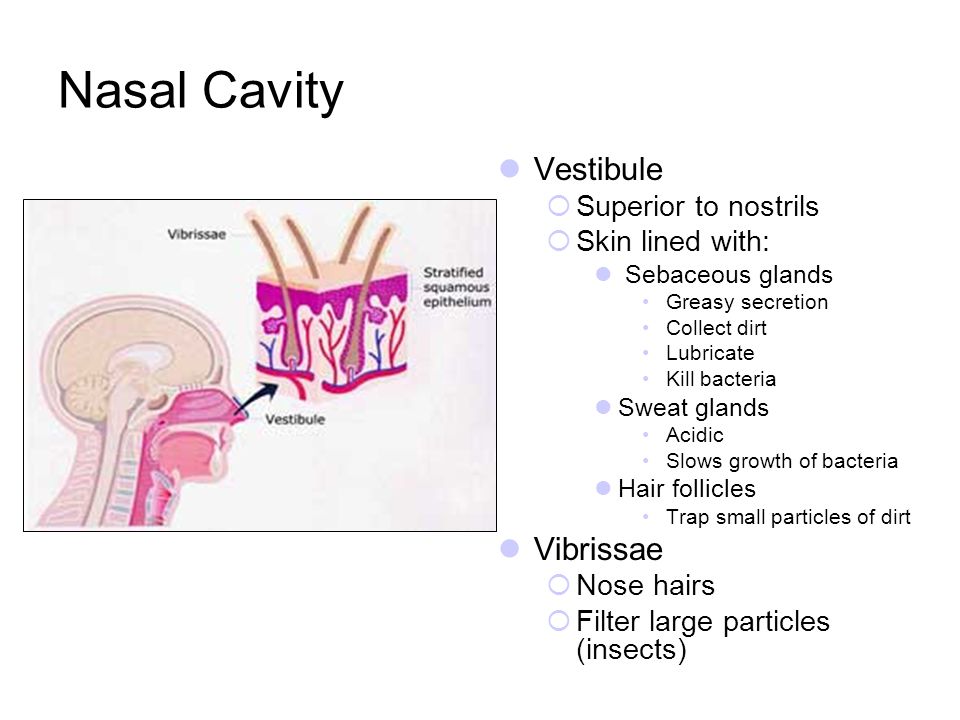 Nasal Cavity
Vibrissae
Stratified
squamous
epithelium
Vestibule
Vestibule
Superior to nostrils
Skin lined with:
Sebaceous glands
Greasy secretion
Collect dirt
Lubricate
Kill bacteria
Sweat glands
Acidic
Slows growth of bacteria
Hair follicles
Trap small particles of dirt
Vibrissae
Nose hairs
Filter large particles
(insects)